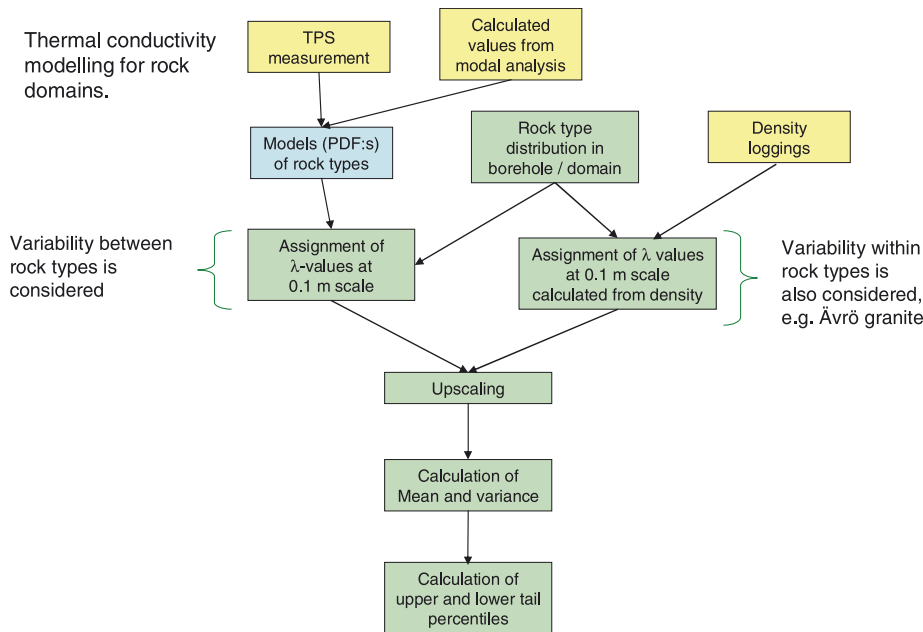 Thermal conductivity
modelling for rock
domains.
TPS
measurement
Calculated
values from
modal analysis
Models (PDF:s)
of rock types
Rock type
distribution in
borehole / domain
Density
loggings
Variability between
rock types is
considered
Assignment of
λ-values at
0.1 m scale
Assignment of λ values
at 0.1 m scale
calculated from density
Variability within
rock types is
also considered,
e.g. Ävrö granite
Upscaling
Calculation of
Mean and variance
Calculation of
upper and lower tail
percentiles